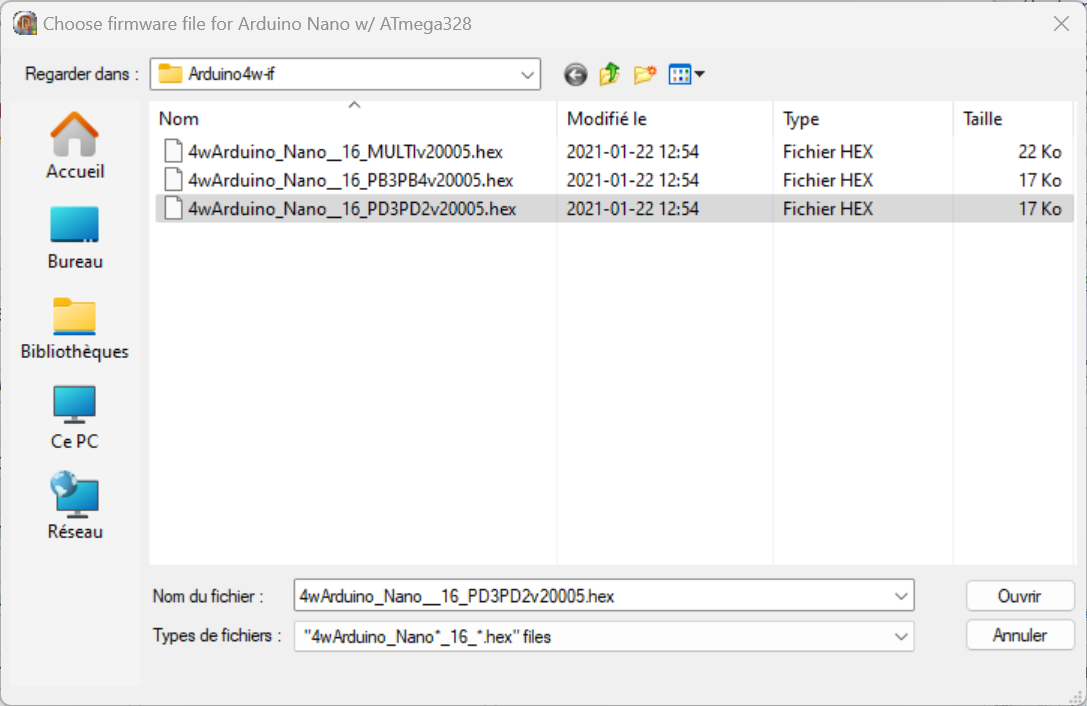 Choose firmware file for Arduino Nano w/ ATmega328
Regarder dans : Arduino4w-if
Nom Modifié le Type Taille
4wArduino_Nano__16_MULTIv20005.hex 2021-01-22 12:54 Fichier HEX 22 Ko
4wArduino_Nano__16_PB3PB4v20005.hex 2021-01-22 12:54 Fichier HEX 17 Ko
4wArduino_Nano__16_PD3PD2v20005.hex 2021-01-22 12:54 Fichier HEX 17 Ko
Accueil
Bureau
Bibliothèques
Ce PC
Réseau
Nom du fichier : 4wArduino_Nano__16_PD3PD2v20005.hex Ouvrir
Types de fichiers : "4wArduino_Nano*_16_*.hex" files Annuler